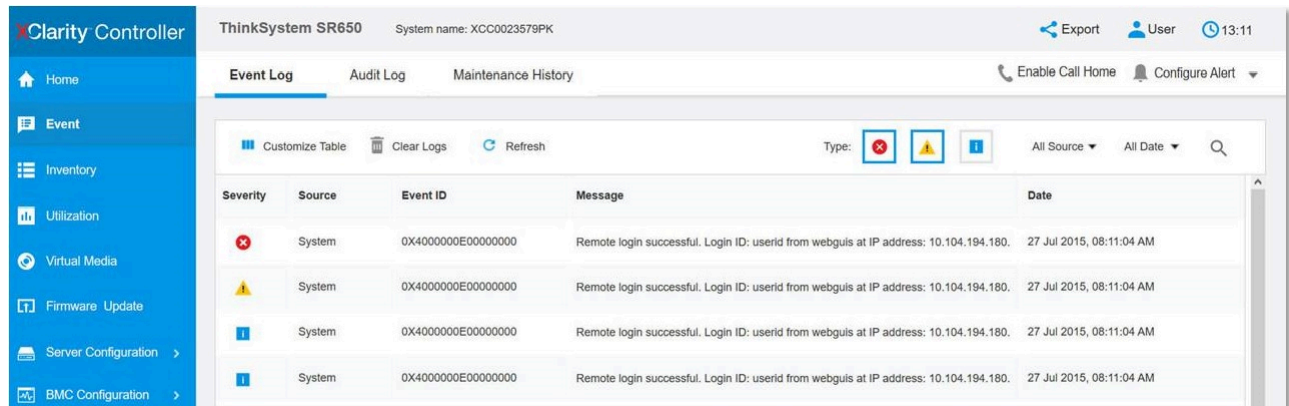 XClarity Controller
ThinkSystem SR650 System name: XCC0023579PK Export User 13:11
Home
Event Log Audit Log Maintenance History Enable Call Home Configure Alert
Event
Customize Table Clear Logs Refresh Type: All Source All Date
Inventory
Severity Source Event ID Message Date
Utilization
System 0X4000000E00000000 Remote login successful. Login ID: userid from webguis at IP address: 10.104.194.180. 27 Jul 2015, 08:11:04 AM
Virtual Media
System 0X4000000E00000000 Remote login successful. Login ID: userid from webguis at IP address: 10.104.194.180. 27 Jul 2015, 08:11:04 AM
Firmware Update
System 0X4000000E00000000 Remote login successful. Login ID: userid from webguis at IP address: 10.104.194.180. 27 Jul 2015, 08:11:04 AM
Server Configuration
System 0X4000000E00000000 Remote login successful. Login ID: userid from webguis at IP address: 10.104.194.180. 27 Jul 2015, 08:11:04 AM
BMC Configuration